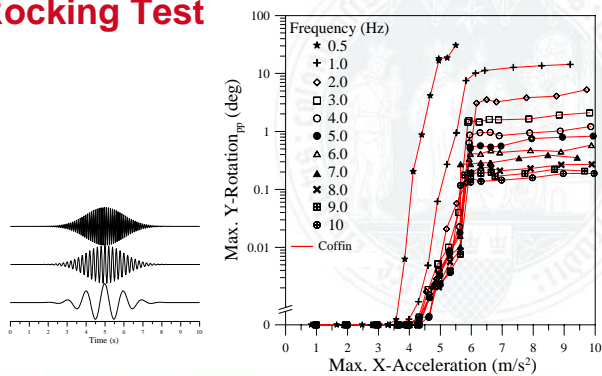 Rocking Test
Frequency (Hz)
0.5
1.0
2.0
3.0
4.0
5.0
6.0
7.0
8.0
9.0
10
Coffin
Max. Y-Rotationpp (deg)
100
10
1
0.1
0.01
0
0 1 2 3 4 5 6 7 8 9 10
Max. X-Acceleration (m/s²)
0 1 2 3 4 5 6 7 8 9 10
Time (s)